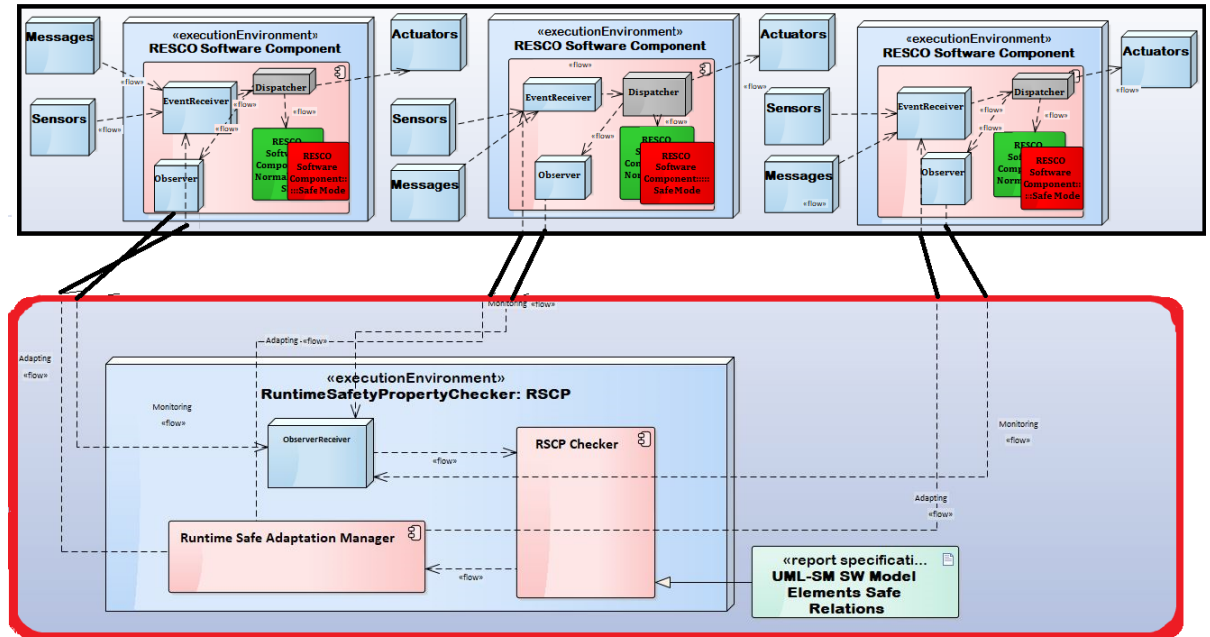 Messages
Sensors
«executionEnvironment»
RESCO Software Component
Actuators
«flow»
«flow»
«flow»
«flow»
«flow»
EventReceiver
Dispatcher
Observer
RESCO
Software
Component::::
:::Safe Mode
«executionEnvironment»
RESCO Software Component
Actuators
Sensors
Messages
«flow»
«flow»
«flow»
«flow»
EventReceiver
Dispatcher
Observer
RESCO
Software
Component:::::
:::Safe Mode
«executionEnvironment»
RESCO Software Component
Actuators
Sensors
Messages
«flow»
«flow»
«flow»
EventReceiver
Dispatcher
Observer
RESCO
Software
Component:::
:::Safe Mode
Monitoring «flow»
Adapting «flow»
Adapting
«flow»
Monitoring
«flow»
«executionEnvironment»
RuntimeSafetyPropertyChecker: RSCP
ObserverReceiver
«flow»
RSCP Checker
Monitoring
«flow»
Adapting
«flow»
Runtime Safe Adaptation Manager
«flow»
«report specificati...
UML-SM SW Model
Elements Safe
Relations